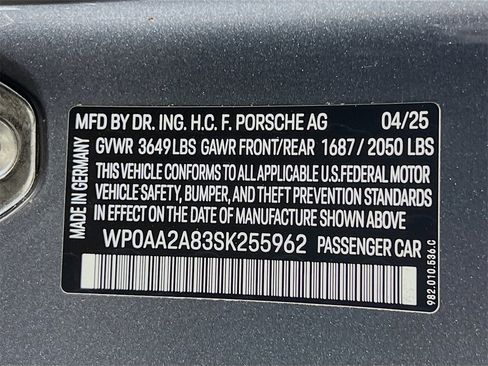 MFD BY DR. ING. H.C. F. PORSCHE AG 04/25
GVWR 3649 LBS GAWR FRONT/REAR 1687 / 2050 LBS
THIS VEHICLE CONFORMS TO ALL APPLICABLE U.S. FEDERAL MOTOR
VEHICLE SAFETY, BUMPER, AND THEFT PREVENTION STANDARDS
IN EFFECT ON THE DATE OF MANUFACTURE SHOWN ABOVE
WP0AA2A83SK255962 PASSENGER CAR
MADE IN GERMANY
982.010.536.C